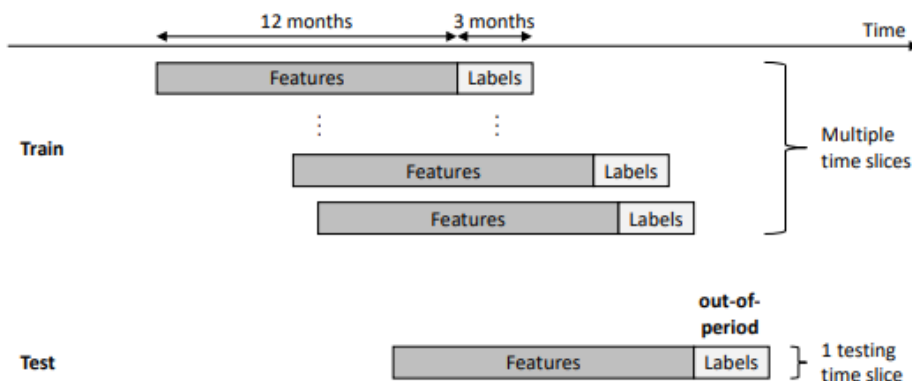 12 months
3 months
Time
Features
Labels
Train
Features
Labels
Features
Labels
Multiple
time slices
out-of-
period
Test
Features
Labels
1 testing
time slice